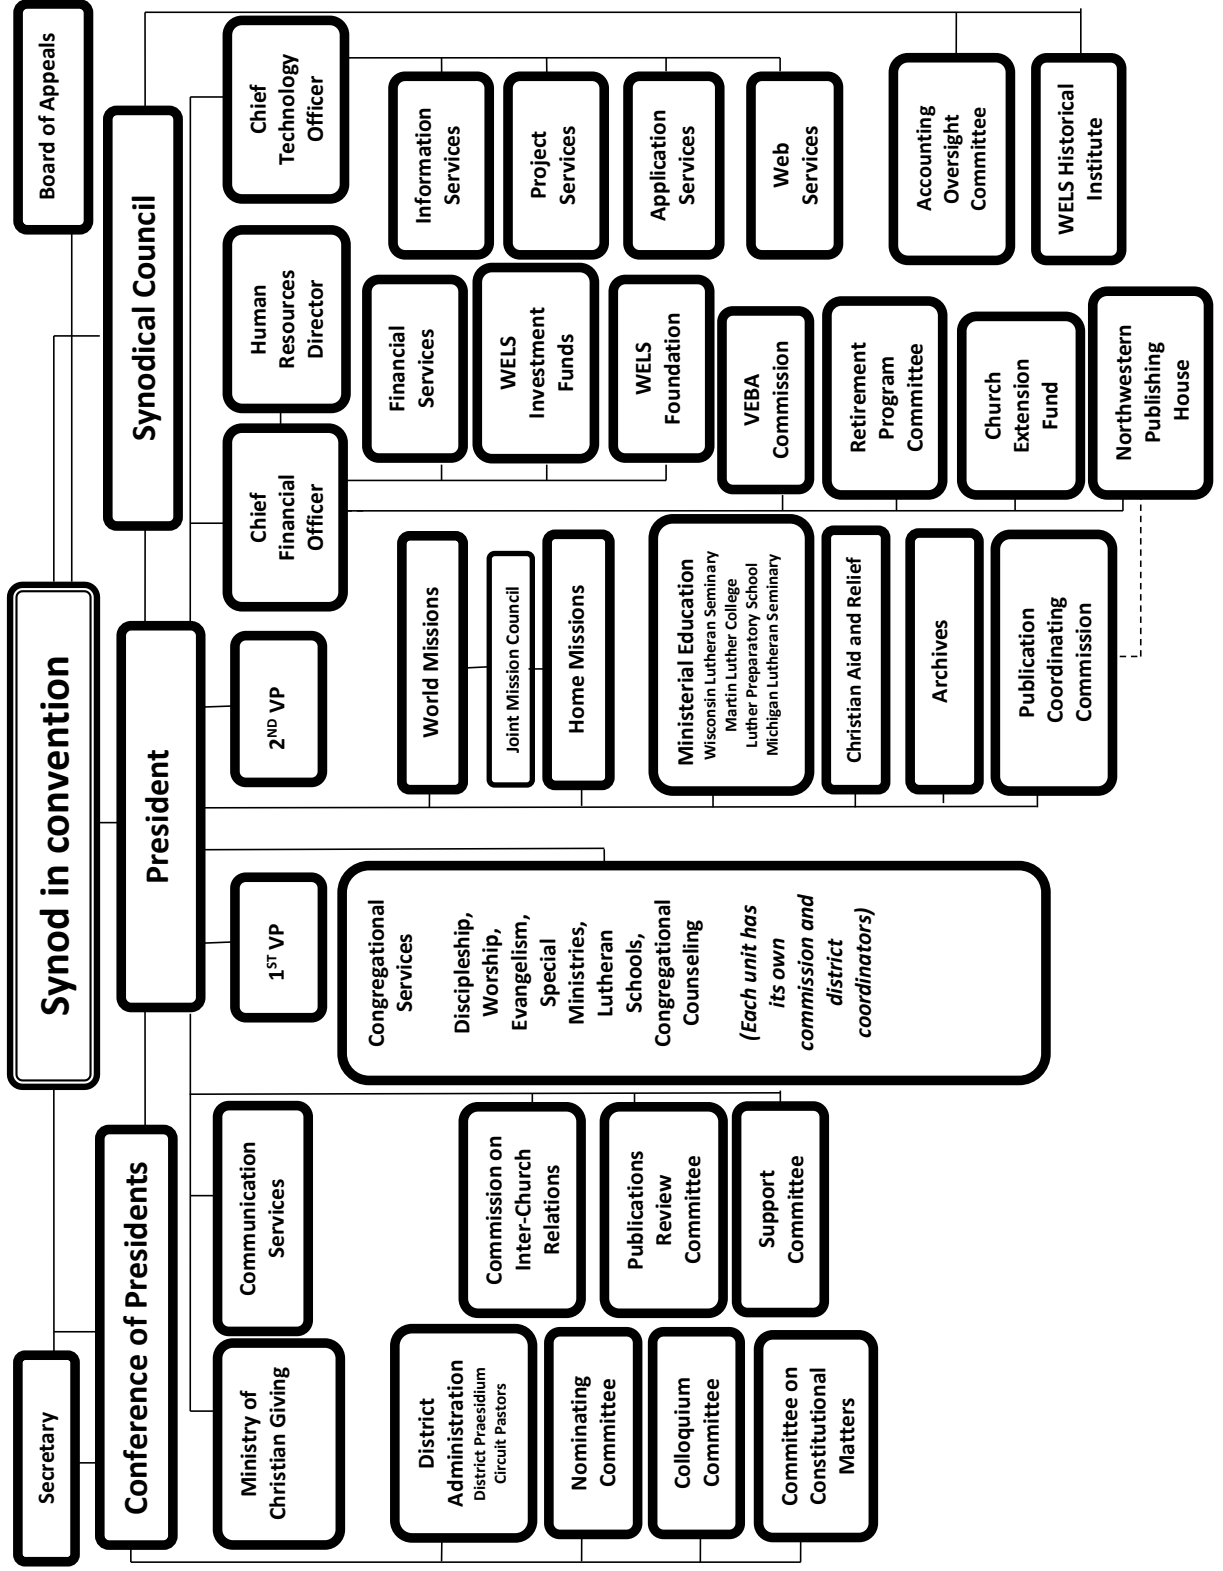 Synod in convention
Secretary
Board of Appeals
Conference of Presidents
President
Synodical Council
Ministry of
Christian Giving
Communication
Services
1ST VP
2ND VP
Chief
Financial
Officer
Human
Resources
Director
Chief
Technology
Officer
District
Administration
District Praesidium
Circuit Pastors
Nominating
Committee
Colloquium
Committee
Committee on
Constitutional
Matters
Commission on
Inter-Church
Relations
Publications
Review
Committee
Support
Committee
Congregational
Services
Discipleship,
Worship,
Evangelism,
Special
Ministries,
Lutheran
Schools,
Congregational
Counseling
(Each unit has
its own
commission and
district
coordinators)
World Missions
Joint Mission Council
Home Missions
Ministerial Education
Wisconsin Lutheran Seminary
Martin Luther College
Luther Preparatory School
Michigan Lutheran Seminary
Christian Aid and Relief
Archives
Publication
Coordinating
Commission
Financial
Services
WELS
Investment
Funds
WELS
Foundation
VEBA
Commission
Retirement
Program
Committee
Church
Extension
Fund
Northwestern
Publishing
House
Information
Services
Project
Services
Application
Services
Web
Services
Accounting
Oversight
Committee
WELS Historical
Institute